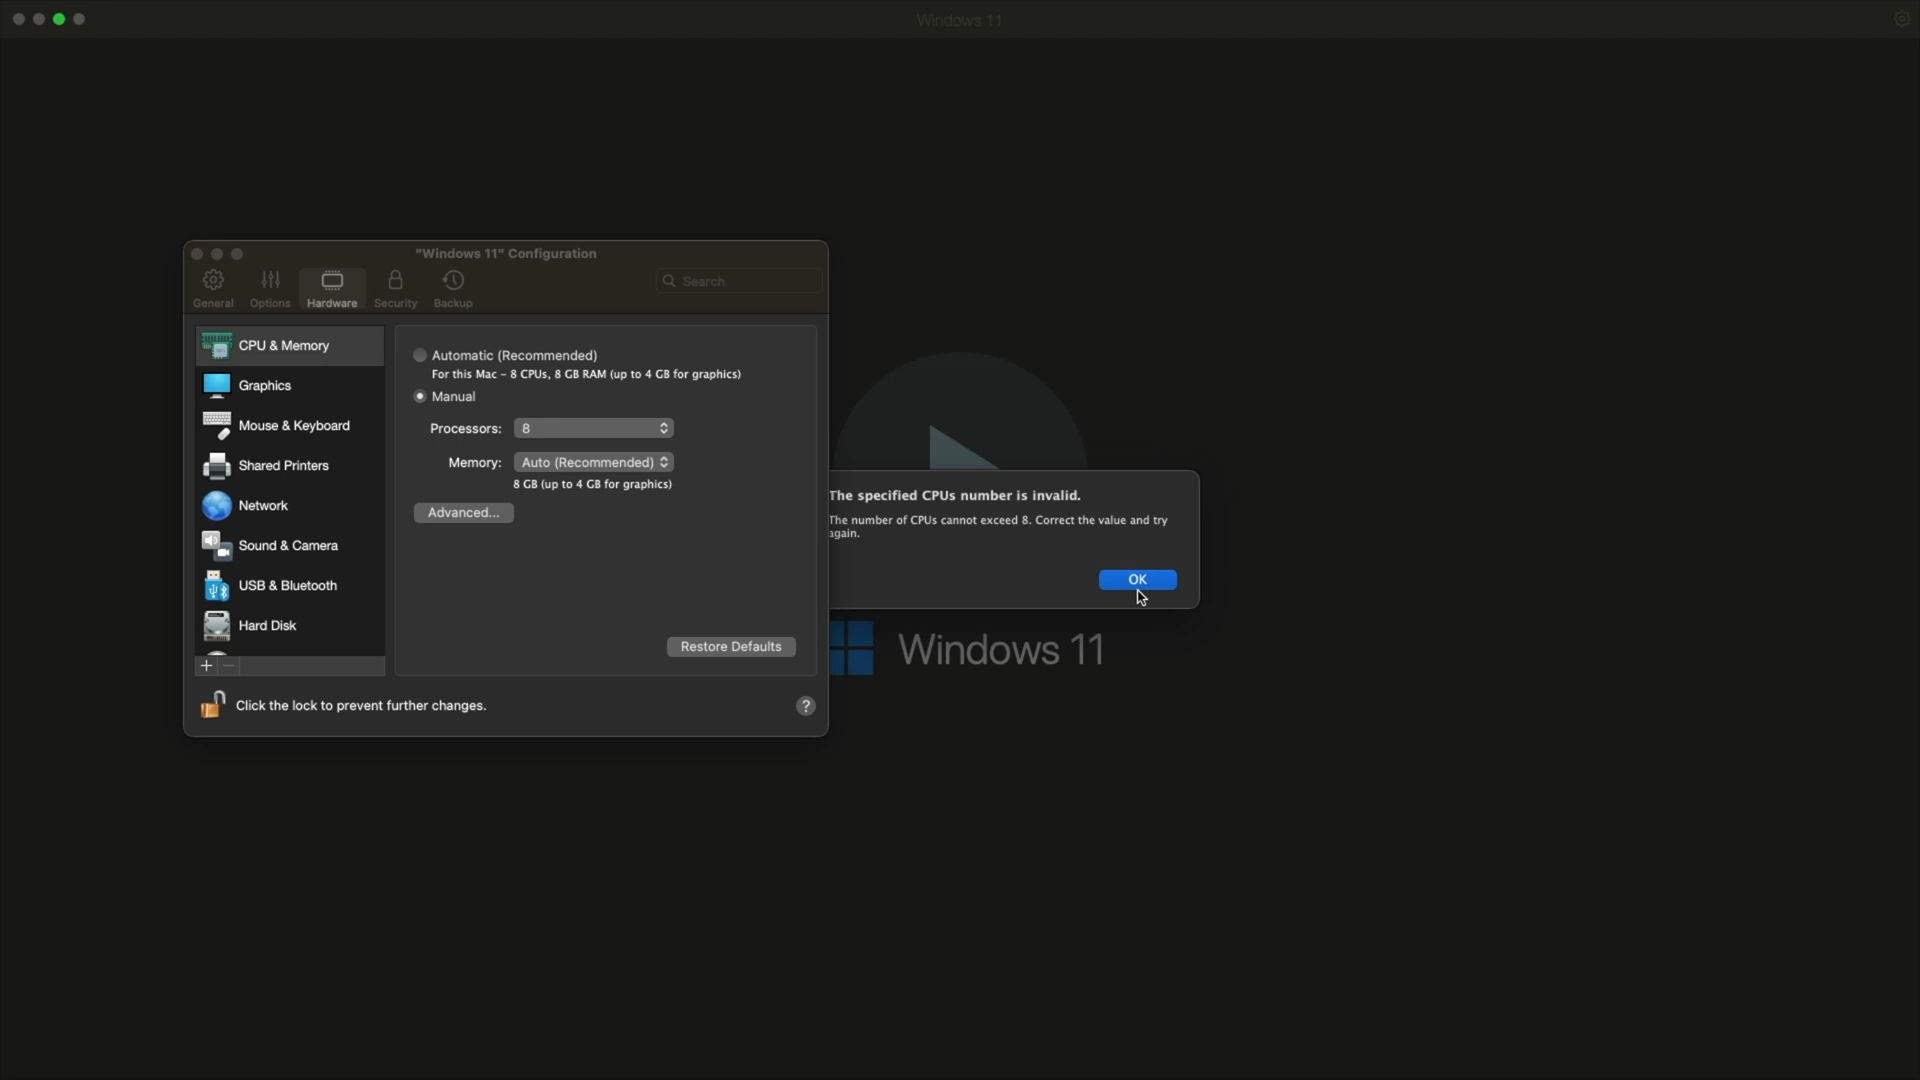 Windows 11
"Windows 11" Configuration
General
Options
Hardware
Security
Backup
Search
CPU & Memory
Graphics
Mouse & Keyboard
Shared Printers
Network
Sound & Camera
USB & Bluetooth
Hard Disk
Automatic (Recommended)
For this Mac – 8 CPUs, 8 GB RAM (up to 4 GB for graphics)
Manual
Processors: 8
Memory: Auto (Recommended)
8 GB (up to 4 GB for graphics)
Advanced...
Restore Defaults
Click the lock to prevent further changes.
?
The specified CPUs number is invalid.
The number of CPUs cannot exceed 8. Correct the value and try
again.
OK
Windows 11